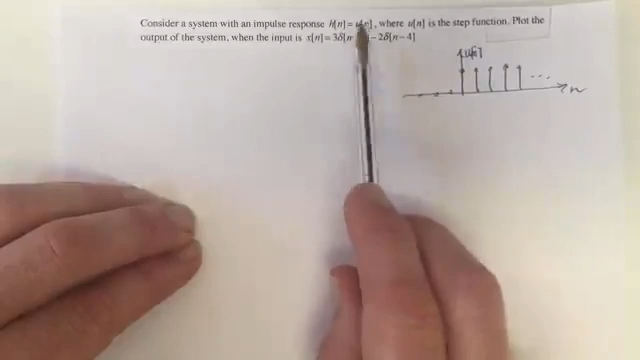 Consider a system with an impulse response h[n]= u[n], where u[n] is the step function. Plot the
output of the system, when the input is x[n]=3δ[n −2δ[n−4]
u[n]
...
n